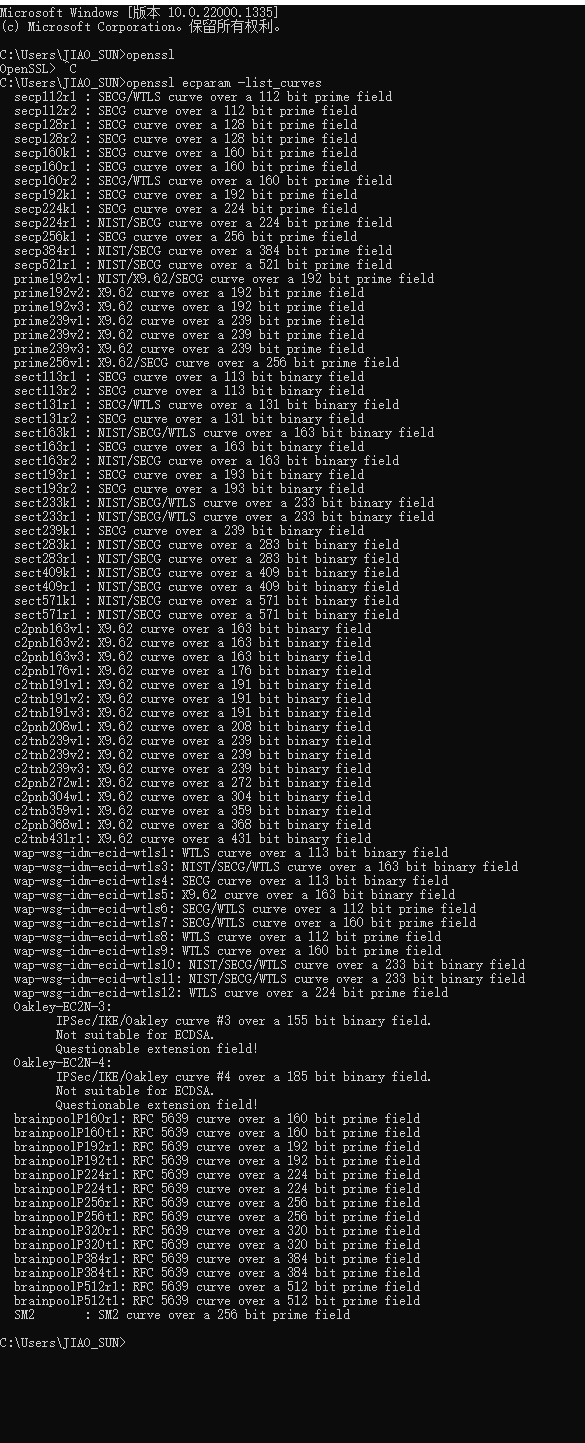 Microsoft Windows [版本 10.0.22000.1335]
(c) Microsoft Corporation。保留所有权利。
C:\Users\JIAO_SUN>openssl
OpenSSL> ^C
C:\Users\JIAO_SUN>openssl ecparam -list_curves
secp112r1 : SECG/WTLS curve over a 112 bit prime field
secp112r2 : SECG curve over a 112 bit prime field
secp128r1 : SECG curve over a 128 bit prime field
secp128r2 : SECG curve over a 128 bit prime field
secp160k1 : SECG curve over a 160 bit prime field
secp160r1 : SECG curve over a 160 bit prime field
secp160r2 : SECG/WTLS curve over a 160 bit prime field
secp192k1 : SECG curve over a 192 bit prime field
secp224k1 : SECG curve over a 224 bit prime field
secp224r1 : NIST/SECG curve over a 224 bit prime field
secp256k1 : SECG curve over a 256 bit prime field
secp384r1 : NIST/SECG curve over a 384 bit prime field
secp521r1 : NIST/SECG curve over a 521 bit prime field
prime192v1: NIST/X9.62/SECG curve over a 192 bit prime field
prime192v2: X9.62 curve over a 192 bit prime field
prime192v3: X9.62 curve over a 192 bit prime field
prime239v1: X9.62 curve over a 239 bit prime field
prime239v2: X9.62 curve over a 239 bit prime field
prime239v3: X9.62 curve over a 239 bit prime field
prime256v1: X9.62/SECG curve over a 256 bit prime field
sect113r1 : SECG curve over a 113 bit binary field
sect113r2 : SECG curve over a 113 bit binary field
sect131r1 : SECG/WTLS curve over a 131 bit binary field
sect131r2 : SECG curve over a 131 bit binary field
sect163k1 : NIST/SECG/WTLS curve over a 163 bit binary field
sect163r1 : SECG curve over a 163 bit binary field
sect163r2 : NIST/SECG curve over a 163 bit binary field
sect193r1 : SECG curve over a 193 bit binary field
sect193r2 : SECG curve over a 193 bit binary field
sect233k1 : NIST/SECG/WTLS curve over a 233 bit binary field
sect233r1 : NIST/SECG/WTLS curve over a 233 bit binary field
sect239k1 : SECG curve over a 239 bit binary field
sect283k1 : NIST/SECG curve over a 283 bit binary field
sect283r1 : NIST/SECG curve over a 283 bit binary field
sect409k1 : NIST/SECG curve over a 409 bit binary field
sect409r1 : NIST/SECG curve over a 409 bit binary field
sect571k1 : NIST/SECG curve over a 571 bit binary field
sect571r1 : NIST/SECG curve over a 571 bit binary field
c2pnb163v1: X9.62 curve over a 163 bit binary field
c2pnb163v2: X9.62 curve over a 163 bit binary field
c2pnb163v3: X9.62 curve over a 163 bit binary field
c2pnb176v1: X9.62 curve over a 176 bit binary field
c2tnb191v1: X9.62 curve over a 191 bit binary field
c2tnb191v2: X9.62 curve over a 191 bit binary field
c2tnb191v3: X9.62 curve over a 191 bit binary field
c2pnb208w1: X9.62 curve over a 208 bit binary field
c2tnb239v1: X9.62 curve over a 239 bit binary field
c2tnb239v2: X9.62 curve over a 239 bit binary field
c2tnb239v3: X9.62 curve over a 239 bit binary field
c2pnb272w1: X9.62 curve over a 272 bit binary field
c2pnb304w1: X9.62 curve over a 304 bit binary field
c2tnb359v1: X9.62 curve over a 359 bit binary field
c2pnb368w1: X9.62 curve over a 368 bit binary field
c2tnb431r1: X9.62 curve over a 431 bit binary field
wap-wsg-idm-ecid-wtls1: WTLS curve over a 113 bit binary field
wap-wsg-idm-ecid-wtls3: NIST/SECG/WTLS curve over a 163 bit binary field
wap-wsg-idm-ecid-wtls4: SECG curve over a 113 bit binary field
wap-wsg-idm-ecid-wtls5: X9.62 curve over a 163 bit binary field
wap-wsg-idm-ecid-wtls6: SECG/WTLS curve over a 112 bit prime field
wap-wsg-idm-ecid-wtls7: SECG/WTLS curve over a 160 bit prime field
wap-wsg-idm-ecid-wtls8: WTLS curve over a 112 bit prime field
wap-wsg-idm-ecid-wtls9: WTLS curve over a 160 bit prime field
wap-wsg-idm-ecid-wtls10: NIST/SECG/WTLS curve over a 233 bit binary field
wap-wsg-idm-ecid-wtls11: NIST/SECG/WTLS curve over a 233 bit binary field
wap-wsg-idm-ecid-wtls12: WTLS curve over a 224 bit prime field
Oakley-EC2N-3:
IPSec/IKE/Oakley curve #3 over a 155 bit binary field.
Not suitable for ECDSA.
Questionable extension field!
Oakley-EC2N-4:
IPSec/IKE/Oakley curve #4 over a 185 bit binary field.
Not suitable for ECDSA.
Questionable extension field!
brainpoolP160r1: RFC 5639 curve over a 160 bit prime field
brainpoolP160t1: RFC 5639 curve over a 160 bit prime field
brainpoolP192r1: RFC 5639 curve over a 192 bit prime field
brainpoolP192t1: RFC 5639 curve over a 192 bit prime field
brainpoolP224r1: RFC 5639 curve over a 224 bit prime field
brainpoolP224t1: RFC 5639 curve over a 224 bit prime field
brainpoolP256r1: RFC 5639 curve over a 256 bit prime field
brainpoolP256t1: RFC 5639 curve over a 256 bit prime field
brainpoolP320r1: RFC 5639 curve over a 320 bit prime field
brainpoolP320t1: RFC 5639 curve over a 320 bit prime field
brainpoolP384r1: RFC 5639 curve over a 384 bit prime field
brainpoolP384t1: RFC 5639 curve over a 384 bit prime field
brainpoolP512r1: RFC 5639 curve over a 512 bit prime field
brainpoolP512t1: RFC 5639 curve over a 512 bit prime field
SM2 : SM2 curve over a 256 bit prime field
C:\Users\JIAO_SUN>